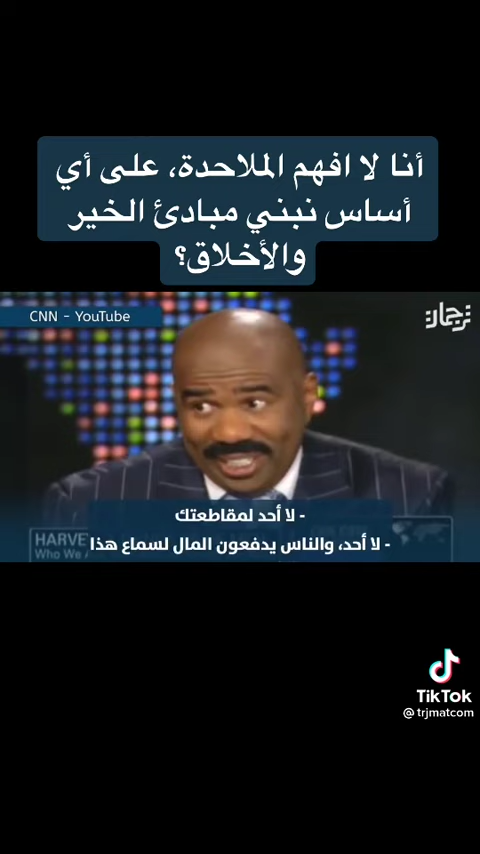 أنا لا افهم الملاحدة، على أي
أساس نبني مبادئ الخير
والأخلاق؟
CNN - YouTube
ترجمان
- لا أحد لمقاطعتك
- لا أحد، والناس يدفعون المال لسماع هذا
HARVE
Who We
TikTok
@trjmatcom